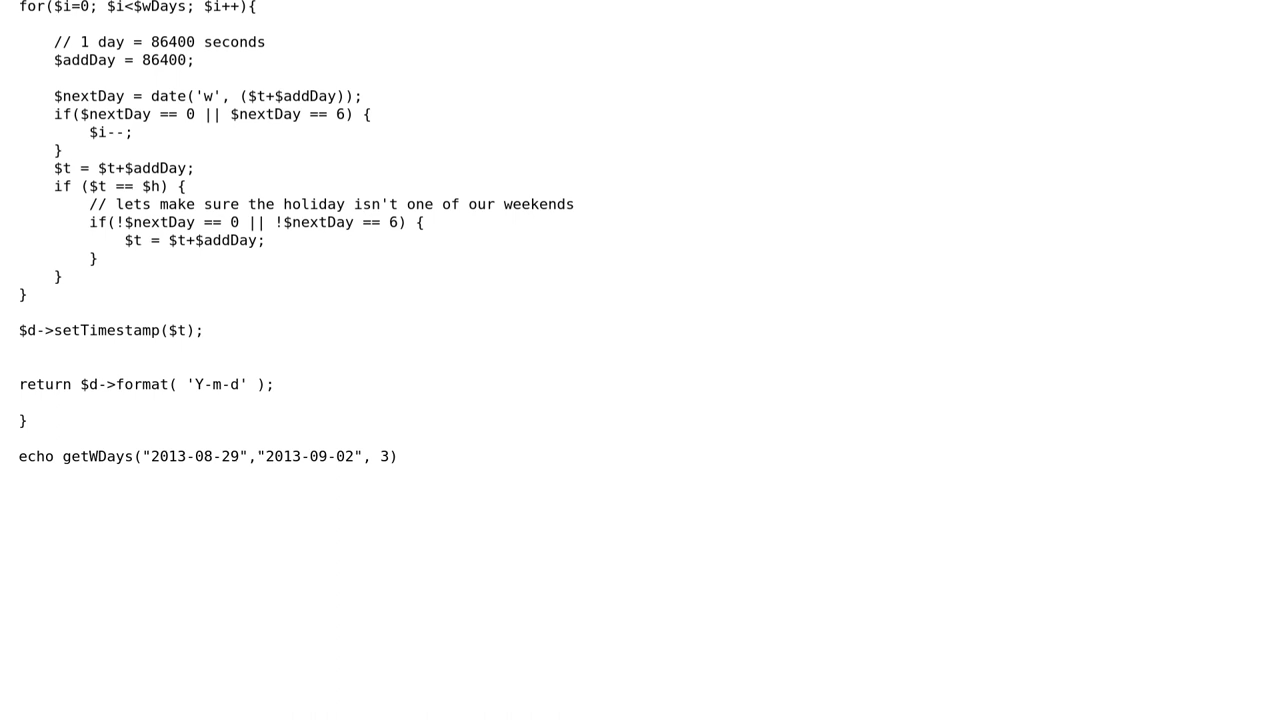 for($i=0; $i<$wDays; $i++){
// 1 day = 86400 seconds
$addDay = 86400;
$nextDay = date('w', ($t+$addDay));
if($nextDay == 0 || $nextDay == 6) {
$i--;
}
$t = $t+$addDay;
if ($t == $h) {
// lets make sure the holiday isn't one of our weekends
if(!$nextDay == 0 || !$nextDay == 6) {
$t = $t+$addDay;
}
}
}
$d->setTimestamp($t);
return $d->format( 'Y-m-d' );
}
echo getWDays("2013-08-29","2013-09-02", 3)